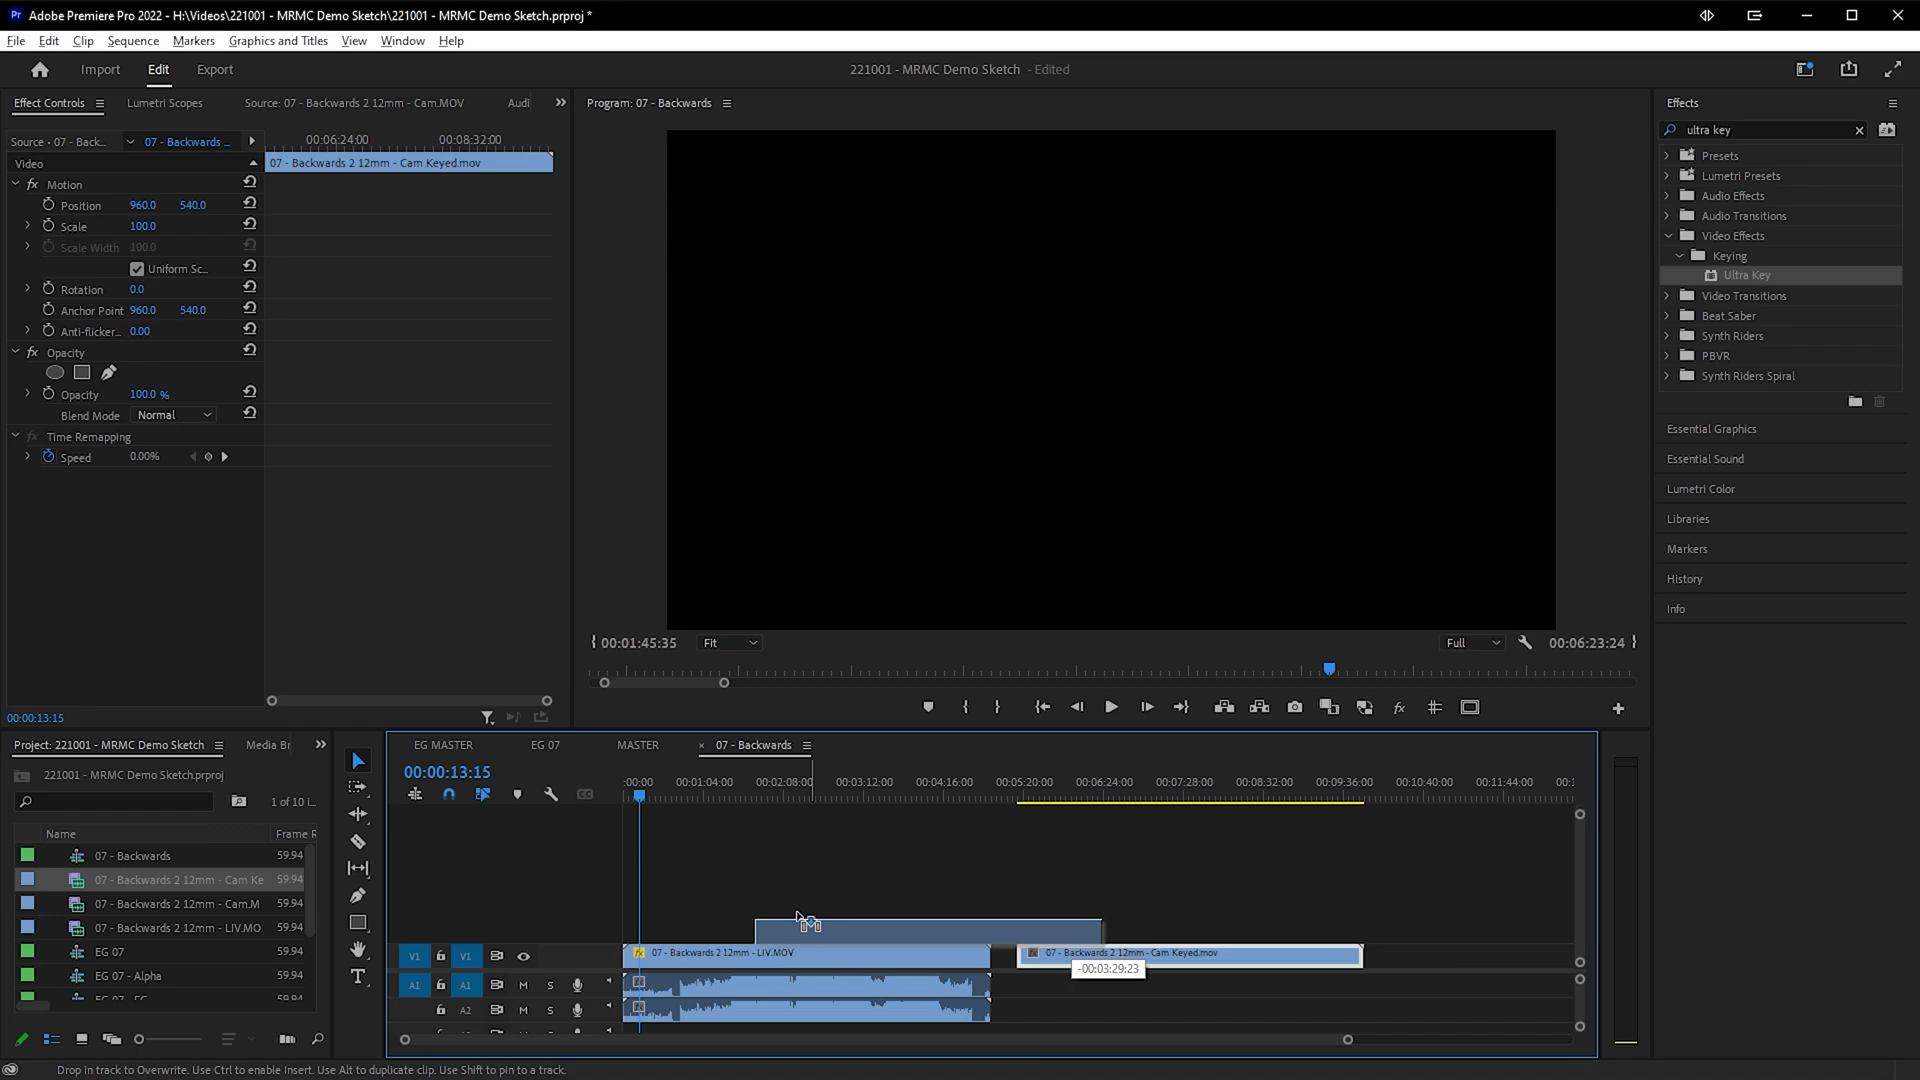 Adobe Premiere Pro 2022 - H:\Videos\221001 - MRMC Demo Sketch\221001 - MRMC Demo Sketch.prproj *
File Edit Clip Sequence Markers Graphics and Titles View Window Help
Import Edit Export
221001 - MRMC Demo Sketch - Edited
Effect Controls Lumetri Scopes Source: 07 - Backwards 2 12mm - Cam.MOV Audi
Program: 07 - Backwards
Effects
ultra key
Source • 07 - Back... 07 - Backwards ...
00:06:24:00 00:08:32:00
Video
07 - Backwards 2 12mm - Cam Keyed.mov
Motion
Position 960.0 540.0
Scale 100.0
Scale Width 100.0
Uniform Sc...
Rotation 0.0
Anchor Point 960.0 540.0
Anti-flicker... 0.00
Opacity
Opacity 100.0 %
Blend Mode Normal
Time Remapping
Speed 0.00%
00:00:13:15
Presets
Lumetri Presets
Audio Effects
Audio Transitions
Video Effects
Keying
Ultra Key
Video Transitions
Beat Saber
Synth Riders
PBVR
Synth Riders Spiral
Essential Graphics
Essential Sound
Lumetri Color
Libraries
Markers
History
Info
00:01:45:35 Fit Full 00:06:23:24
Project: 221001 - MRMC Demo Sketch Media Br
221001 - MRMC Demo Sketch.prproj
1 of 10 i...
Name Frame R
07 - Backwards 59.94
07 - Backwards 2 12mm - Cam Ke 59.94
07 - Backwards 2 12mm - Cam.M 59.94
07 - Backwards 2 12mm - LIV.MO 59.94
EG 07 59.94
EG 07 - Alpha 59.94
EG MASTER EG 07 MASTER × 07 - Backwards
00:00:13:15
:00:00 00:01:04:00 00:02:08:00 00:03:12:00 00:04:16:00 00:05:20:00 00:06:24:00 00:07:28:00 00:08:32:00 00:09:36:00 00:10:40:00 00:11:44:00 00:1
V1 V1 07 - Backwards 2 12mm - LIV.MOV 07 - Backwards 2 12mm - Cam Keyed.mov
-00:03:29:23
A1 A1 M S
A2 M S
Drop in track to Overwrite. Use Ctrl to enable Insert. Use Alt to duplicate clip. Use Shift to pin to a track.